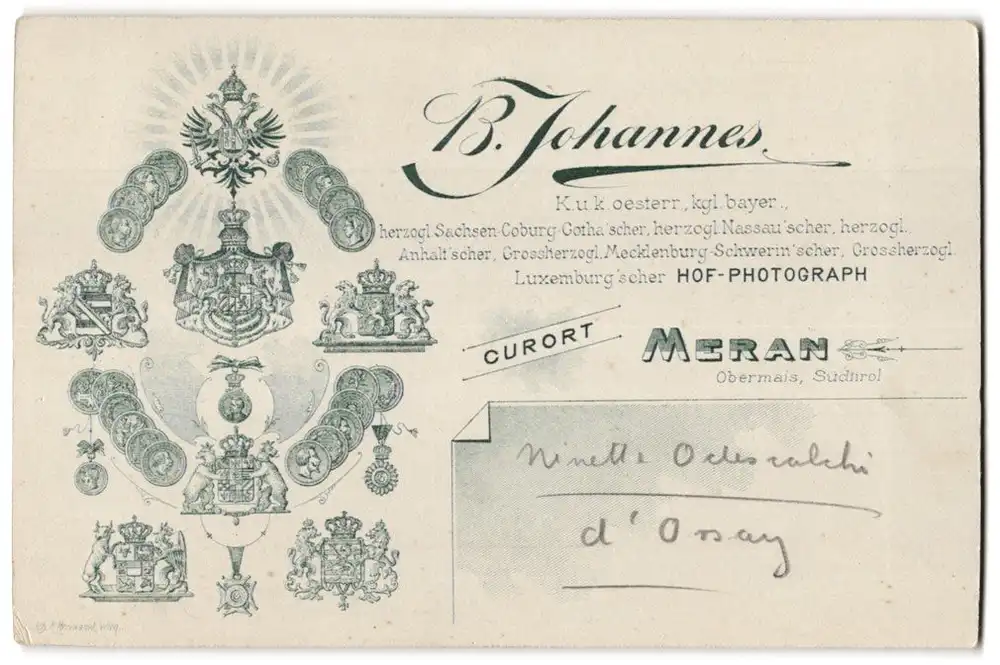 B. Johannes
K. u. k. oesterr., kgl. bayer.,
herzogl. Sachsen-Coburg-Gotha'scher, herzogl. Nassau'scher, herzogl.
Anhalt'scher, Grossherzogl. Mecklenburg-Schwerin'scher, Grossherzogl.
Luxemburg'scher HOF-PHOTOGRAPH
CURORT
MERAN
Obermais, Südtirol
Ninette Odescalchi
d'Orsay